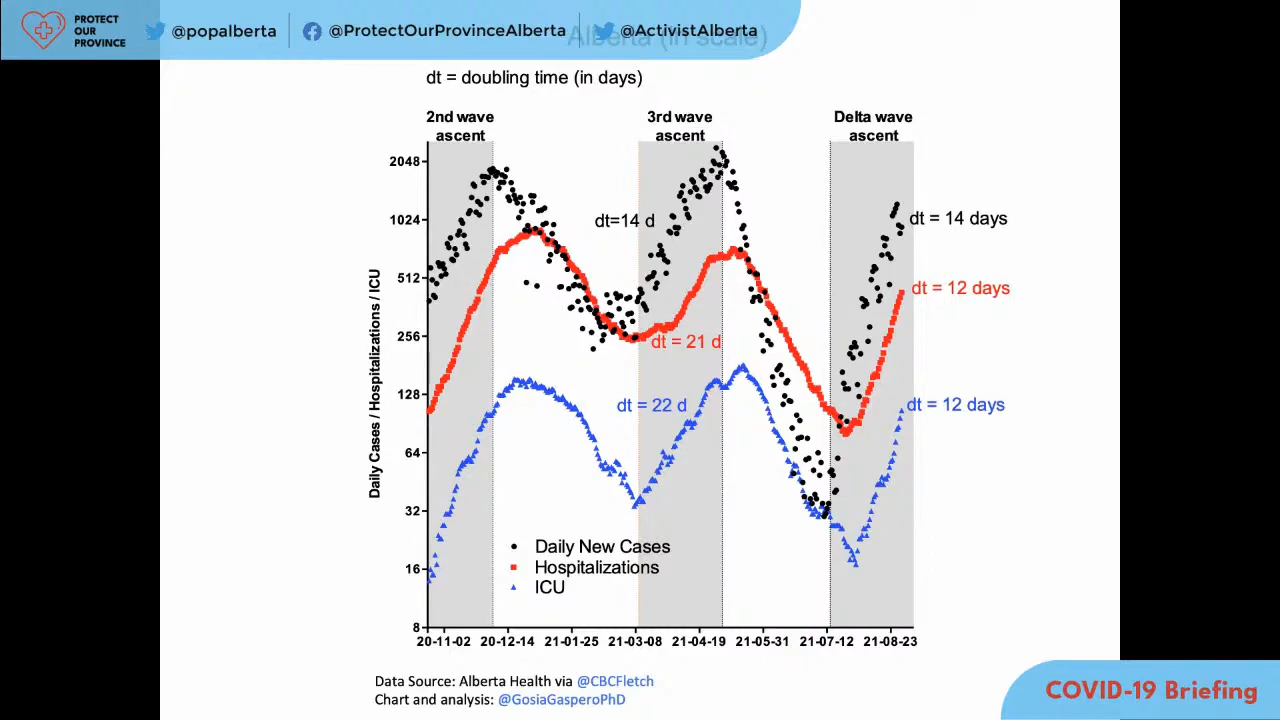 PROTECT
OUR
PROVINCE
@popalberta
@ProtectOurProvinceAlberta
@ActivistAlberta
Alberta (in scale)
dt = doubling time (in days)
2nd wave
ascent
3rd wave
ascent
Delta wave
ascent
Daily Cases / Hospitalizations / ICU
2048
1024
512
256
128
64
32
16
8
dt=14 d
dt = 21 d
dt = 22 d
dt = 14 days
dt = 12 days
dt = 12 days
Daily New Cases
Hospitalizations
ICU
20-11-02 20-12-14 21-01-25 21-03-08 21-04-19 21-05-31 21-07-12 21-08-23
Data Source: Alberta Health via @CBCFletch
Chart and analysis: @GosiaGasperoPhD
COVID-19 Briefing